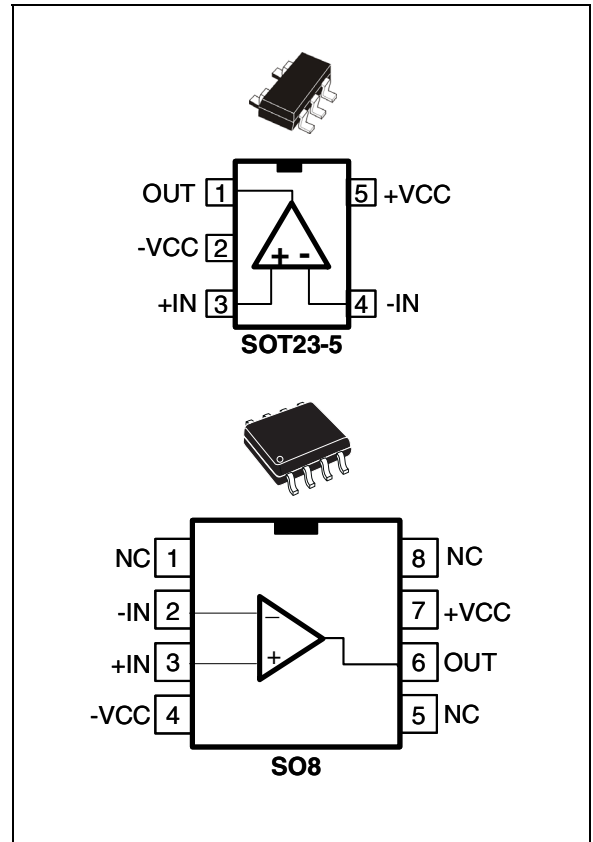 OUT 1 5 +VCC
-VCC 2
+ -
+IN 3 4 -IN
SOT23-5
NC 1 8 NC
-IN 2 – 7 +VCC
+IN 3 + 6 OUT
-VCC 4 5 NC
SO8